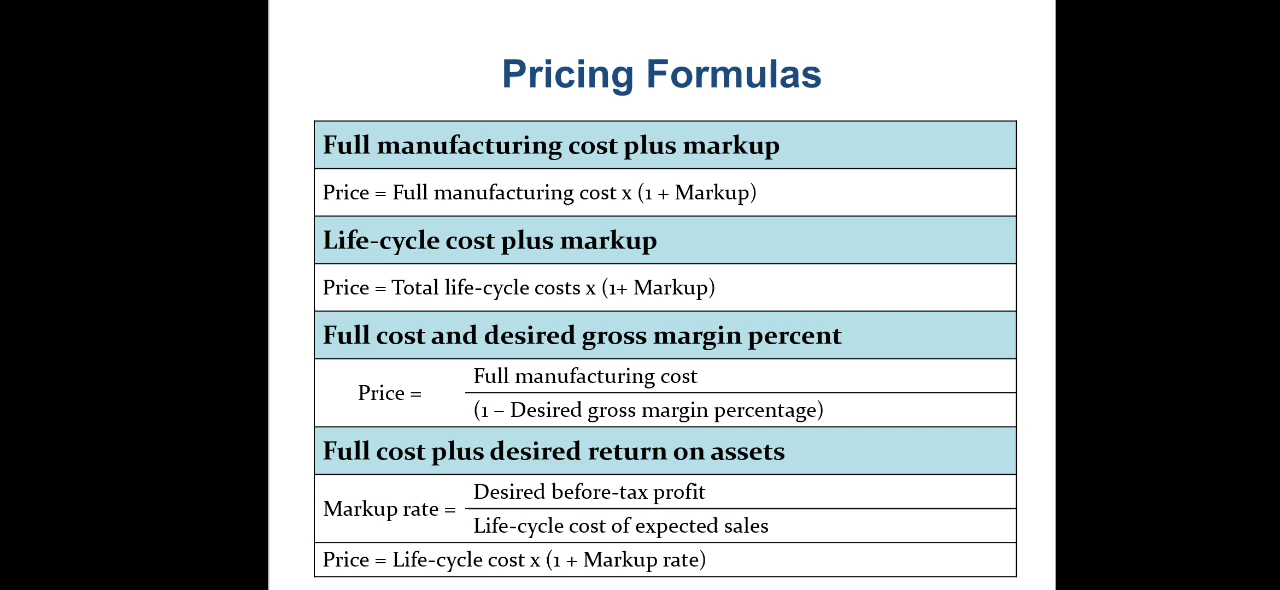 Pricing Formulas
Full manufacturing cost plus markup
Price = Full manufacturing cost x (1 + Markup)
Life-cycle cost plus markup
Price = Total life-cycle costs x (1+ Markup)
Full cost and desired gross margin percent
Price =
Full manufacturing cost
(1 – Desired gross margin percentage)
Full cost plus desired return on assets
Markup rate =
Desired before-tax profit
Life-cycle cost of expected sales
Price = Life-cycle cost x (1 + Markup rate)